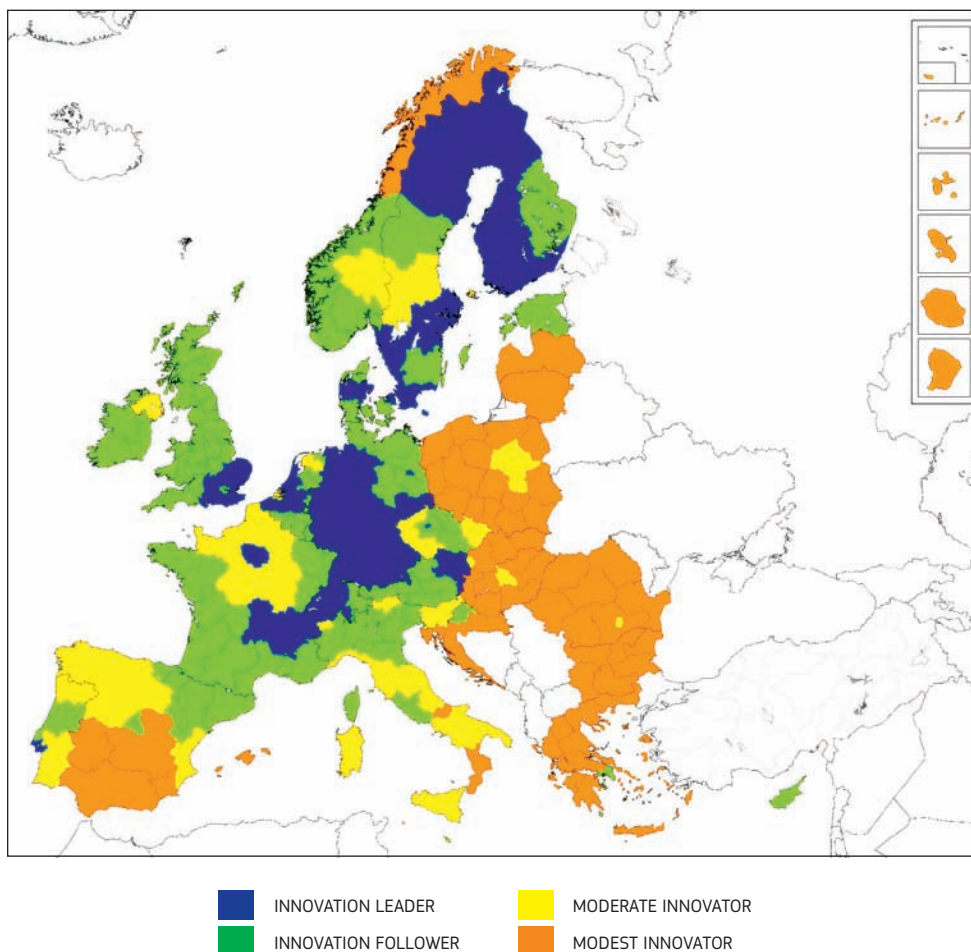 INNOVATION LEADER
MODERATE INNOVATOR
INNOVATION FOLLOWER
MODEST INNOVATOR